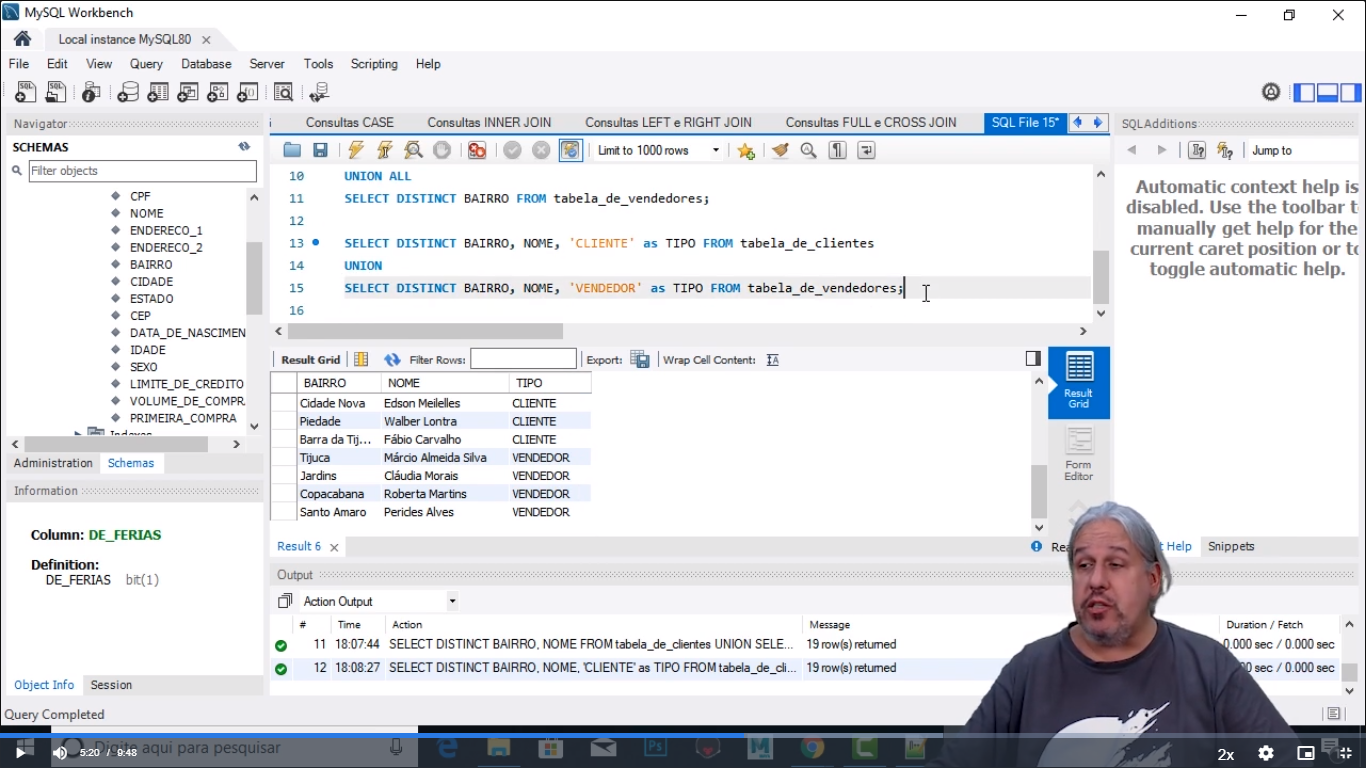 MySQL Workbench
Local instance MySQL80
File Edit View Query Database Server Tools Scripting Help
Navigator
SCHEMAS
Filter objects
CPF
NOME
ENDERECO_1
ENDERECO_2
BAIRRO
CIDADE
ESTADO
CEP
DATA_DE_NASCIMEN
IDADE
SEXO
LIMITE_DE_CREDITO
VOLUME_DE_COMPR
PRIMEIRA_COMPRA
Indexes
Administration Schemas
Information
Column: DE_FERIAS
Definition:
DE_FERIAS bit(1)
Object Info Session
Query Completed
Consultas CASE Consultas INNER JOIN Consultas LEFT e RIGHT JOIN Consultas FULL e CROSS JOIN SQL File 15*
Limit to 1000 rows
10 UNION ALL
11 SELECT DISTINCT BAIRRO FROM tabela_de_vendedores;
12
13 SELECT DISTINCT BAIRRO, NOME, 'CLIENTE' as TIPO FROM tabela_de_clientes
14 UNION
15 SELECT DISTINCT BAIRRO, NOME, 'VENDEDOR' as TIPO FROM tabela_de_vendedores;
16
Result Grid Filter Rows: Export: Wrap Cell Content:
BAIRRO NOME TIPO
Cidade Nova Edson Meilelles CLIENTE
Piedade Walber Lontra CLIENTE
Barra da Tij... Fábio Carvalho CLIENTE
Tijuca Márcio Almeida Silva VENDEDOR
Jardins Cláudia Morais VENDEDOR
Copacabana Roberta Martins VENDEDOR
Santo Amaro Pericles Alves VENDEDOR
Result Grid
Form Editor
Result 6
Rea
Output
Action Output
# Time Action Message Duration / Fetch
11 18:07:44 SELECT DISTINCT BAIRRO, NOME FROM tabela_de_clientes UNION SELE... 19 row(s) returned 0.000 sec / 0.000 sec
12 18:08:27 SELECT DISTINCT BAIRRO, NOME, 'CLIENTE' as TIPO FROM tabela_de_cli... 19 row(s) returned 00 sec / 0.000 sec
SQLAdditions
Jump to
Automatic context help is
disabled. Use the toolbar t
manually get help for the
current caret position or to
toggle automatic help.
t Help Snippets
Digite aqui para pesquisar
5:20 / 9:48
2x